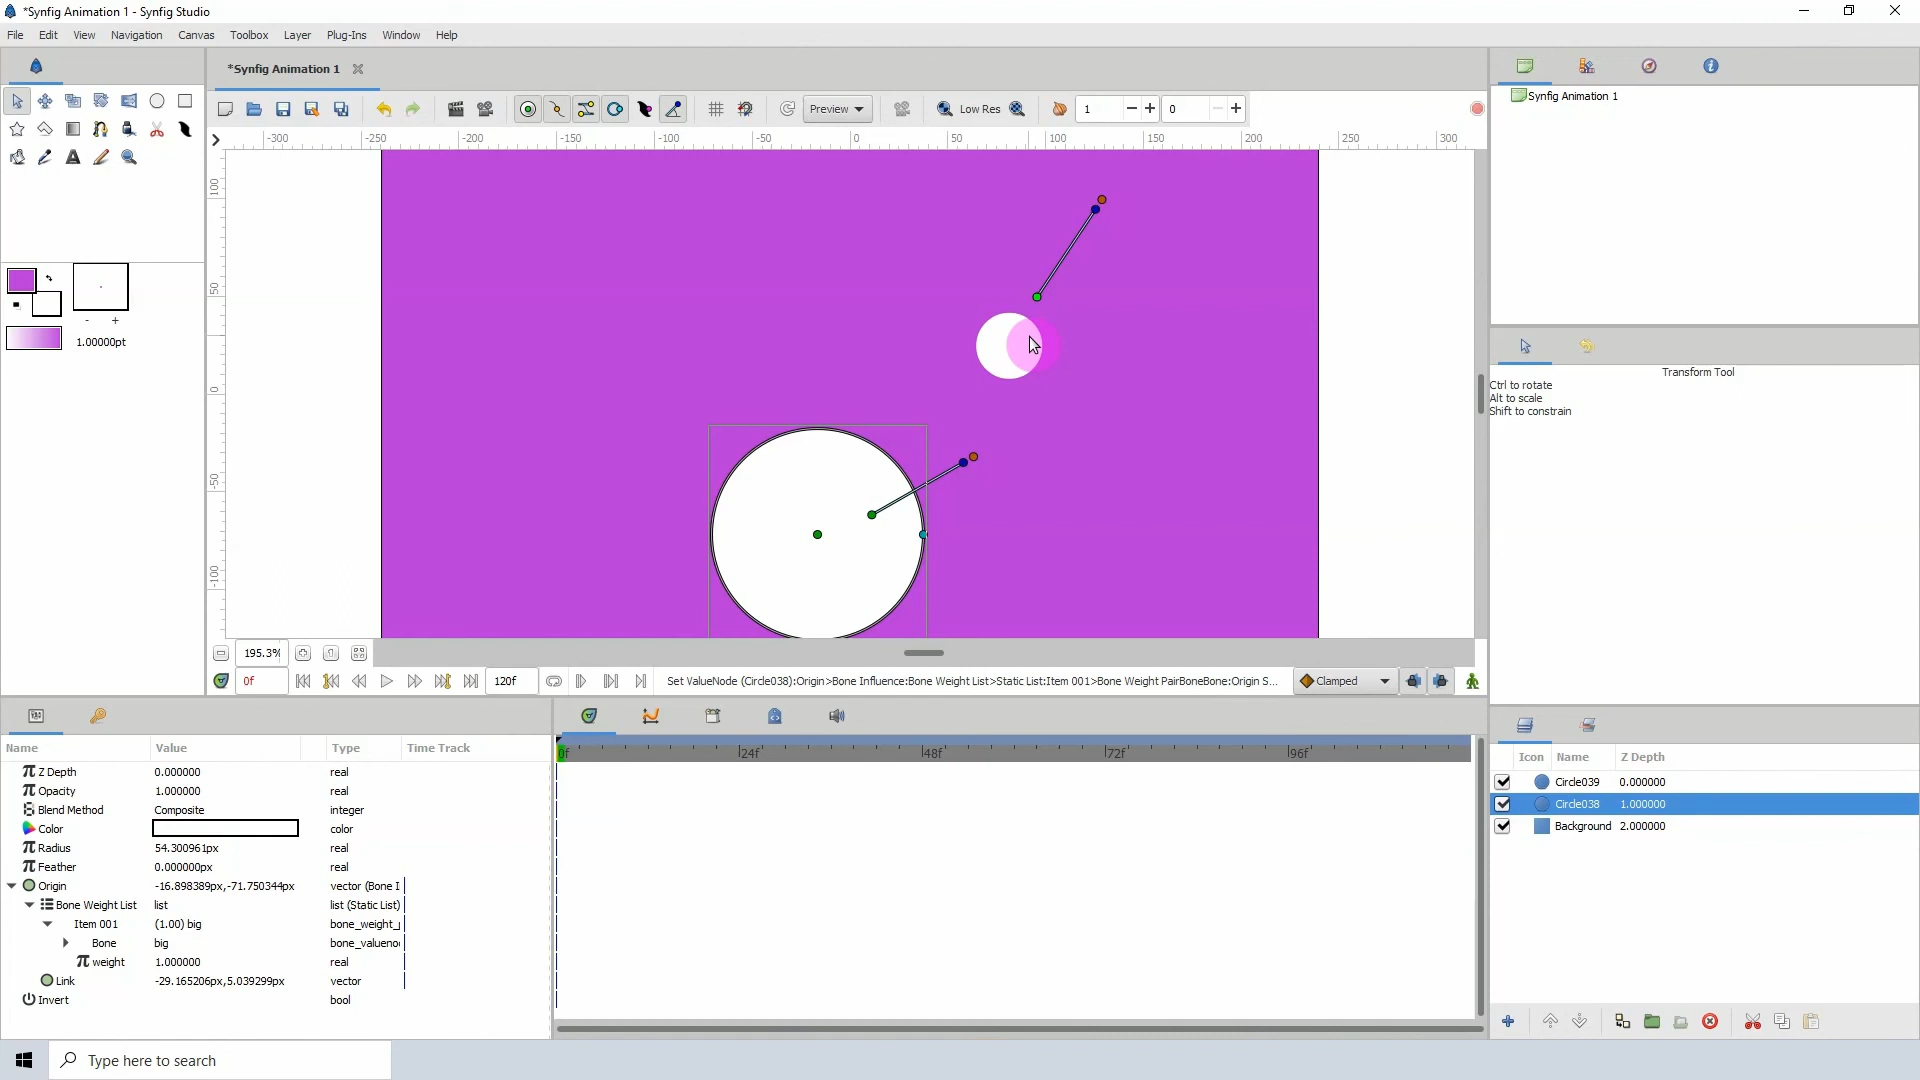 *Synfig Animation 1 - Synfig Studio
File Edit View Navigation Canvas Toolbox Layer Plug-Ins Window Help
*Synfig Animation 1
Preview Low Res 1 0
-300 -250 -200 -150 -100 -50 0 50 100 150 200 250 300
100
50
0
-50
-100
- +
1.00000pt
Synfig Animation 1
Transform Tool
Ctrl to rotate
Alt to scale
Shift to constrain
195.3%
0f 120f Set ValueNode (Circle038):Origin>Bone Influence:Bone Weight List>Static List:Item 001>Bone Weight PairBoneBone:Origin S... Clamped
Name Value Type Time Track
Z Depth 0.000000 real
Opacity 1.000000 real
Blend Method Composite integer
Color color
Radius 54.300961px real
Feather 0.000000px real
Origin -16.898389px,-71.750344px vector (Bone I
Bone Weight List list list (Static List)
Item 001 (1.00) big bone_weight_
Bone big bone_valueno
weight 1.000000 real
Link -29.165206px,5.039299px vector
Invert bool
0f 24f 48f 72f 96f
Icon Name Z Depth
Circle039 0.000000
Circle038 1.000000
Background 2.000000
Type here to search